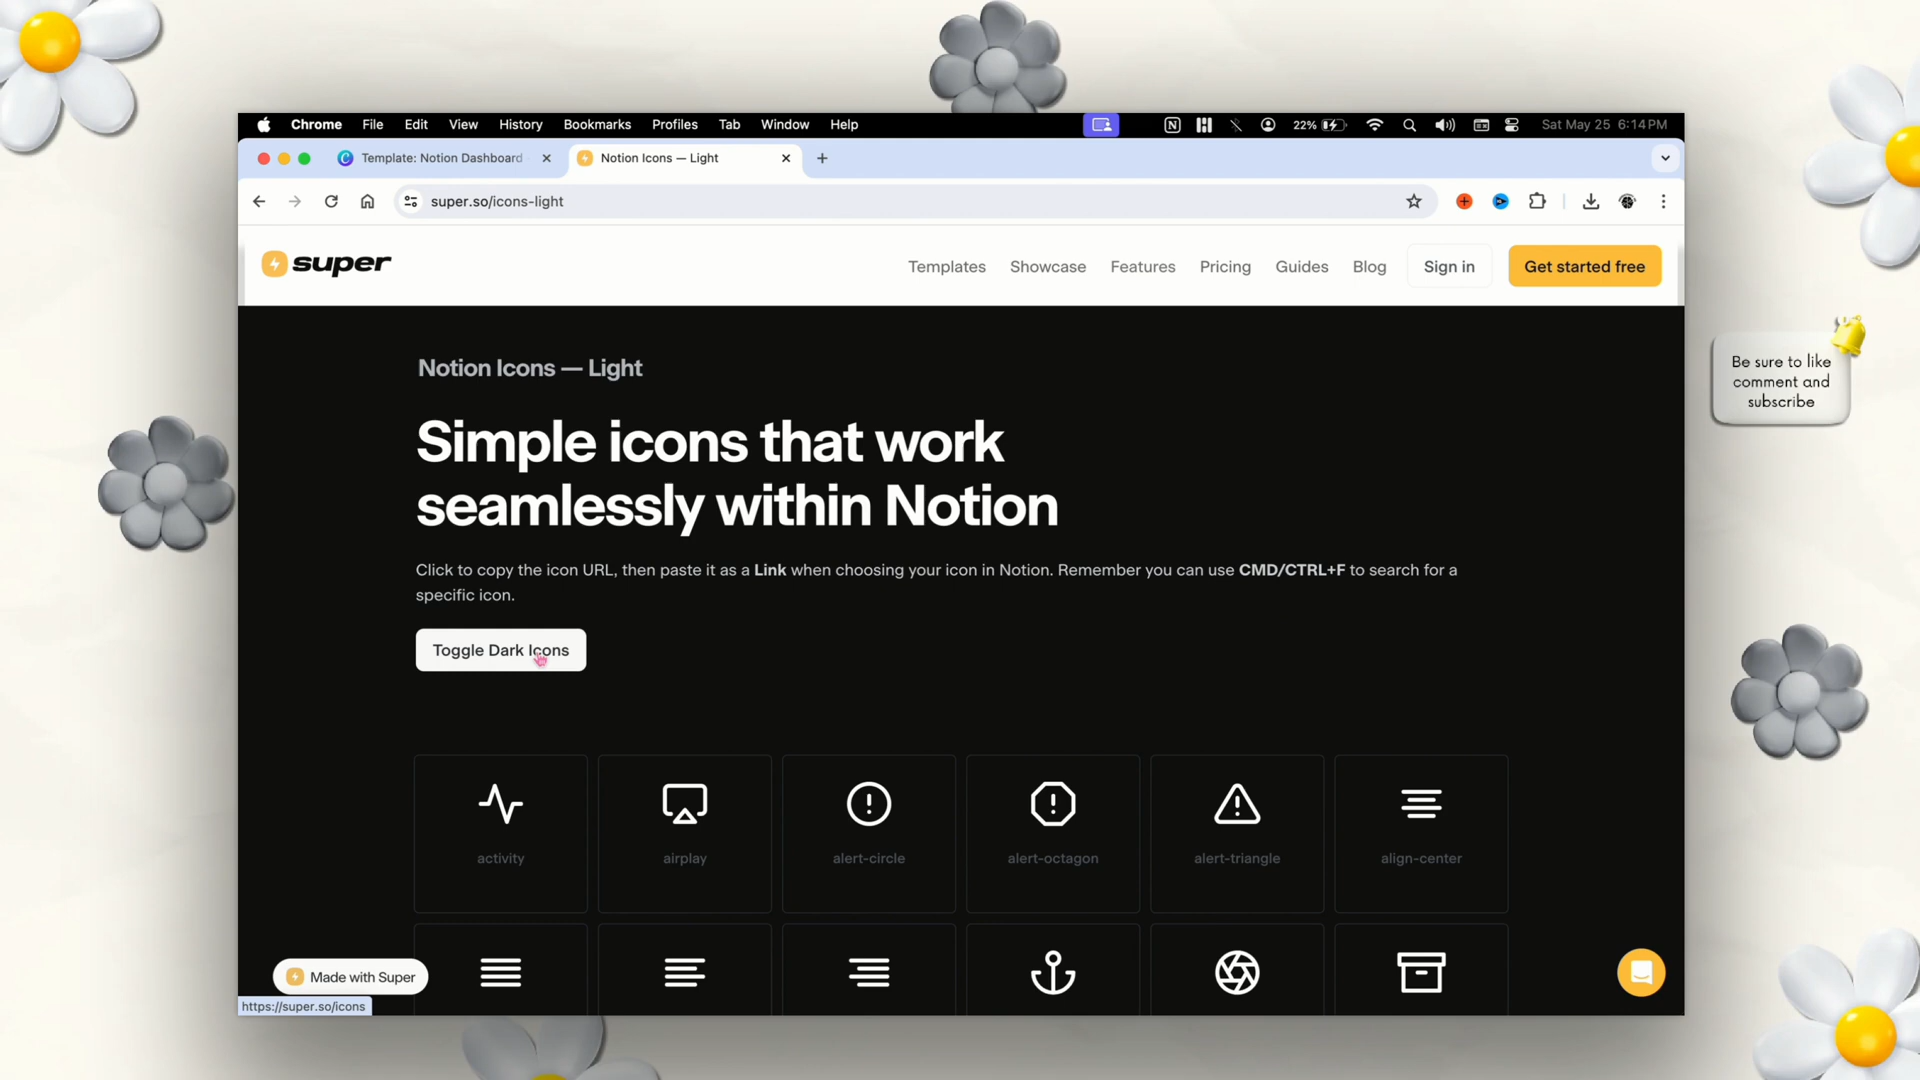 Chrome File Edit View History Bookmarks Profiles Tab Window Help 22% Sat May 25 6:14 PM
Template: Notion Dashboard Notion Icons — Light
super.so/icons-light
super Templates Showcase Features Pricing Guides Blog Sign in Get started free
Notion Icons — Light
Simple icons that work
seamlessly within Notion
Click to copy the icon URL, then paste it as a Link when choosing your icon in Notion. Remember you can use CMD/CTRL+F to search for a
specific icon.
Toggle Dark Icons
activity airplay alert-circle alert-octagon alert-triangle align-center
Made with Super
https://super.so/icons
Be sure to like
comment and
subscribe